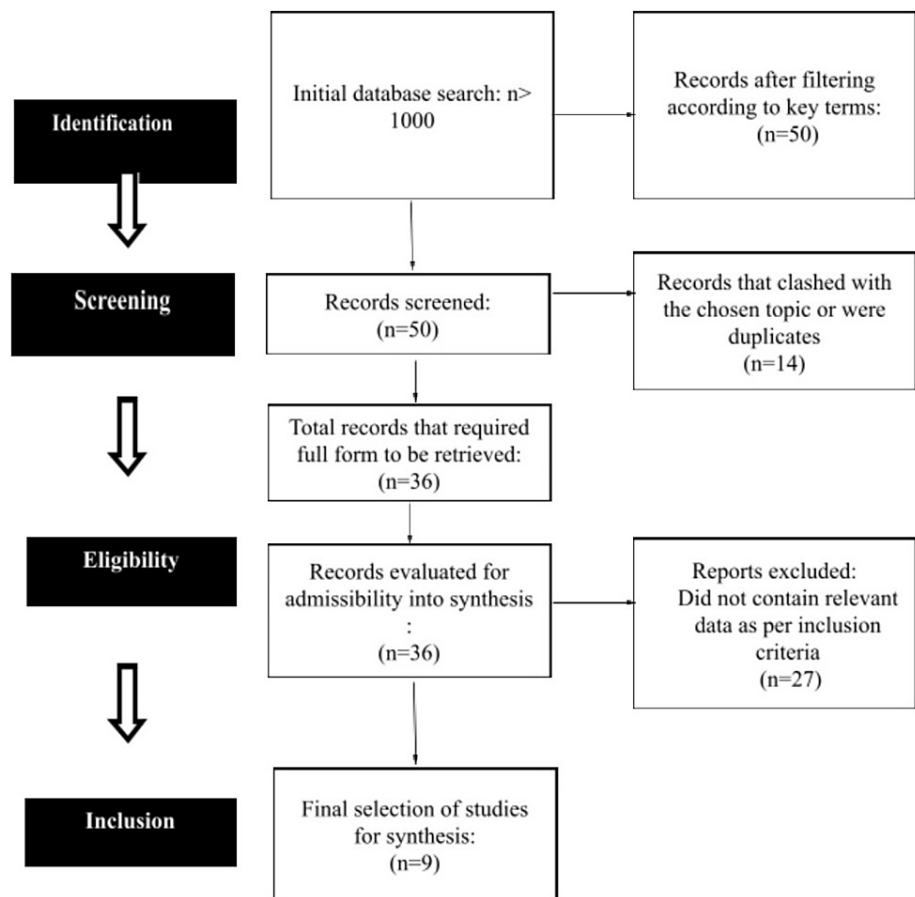 Identification
Initial database search: n>
1000
Records after filtering
according to key terms:
(n=50)
Screening
Records screened:
(n=50)
Records that clashed with
the chosen topic or were
duplicates
(n=14)
Total records that required
full form to be retrieved:
(n=36)
Eligibility
Records evaluated for
admissibility into synthesis
:
(n=36)
Reports excluded:
Did not contain relevant
data as per inclusion
criteria
(n=27)
Inclusion
Final selection of studies
for synthesis:
(n=9)